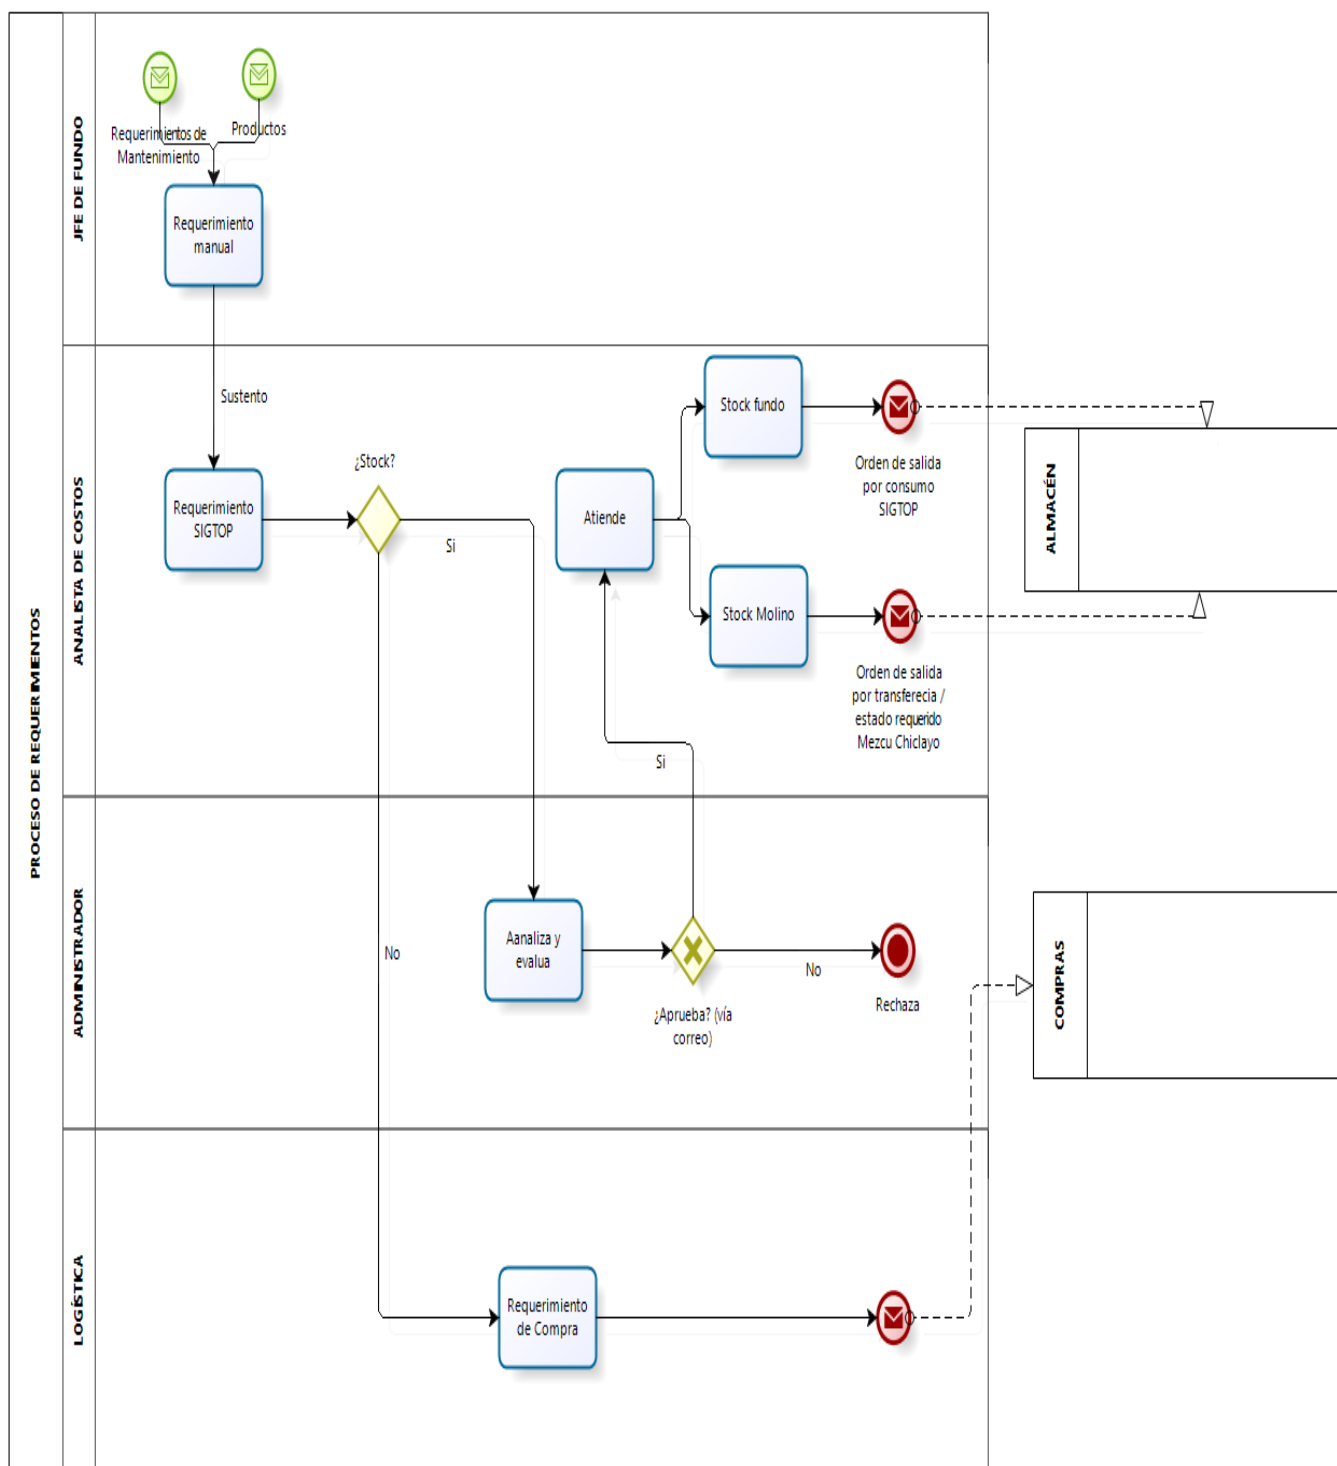 PROCESO DE REQUERIMIENTOS
JFE DE FUNDO
Requerimientos de
Mantenimiento
Productos
Requerimiento
manual
Sustento
ANALISTA DE COSTOS
Requerimiento
SIGTOP
¿Stock?
Si
No
Atiende
Stock fundo
Orden de salida
por consumo
SIGTOP
Stock Molino
Orden de salida
por transferecia /
estado requerido
Mezcu Chiclayo
Si
ALMACÉN
ADMINISTRADOR
Aanaliza y
evalua
¿Aprueba? (vía
correo)
No
Rechaza
COMPRAS
LOGÍSTICA
Requerimiento
de Compra